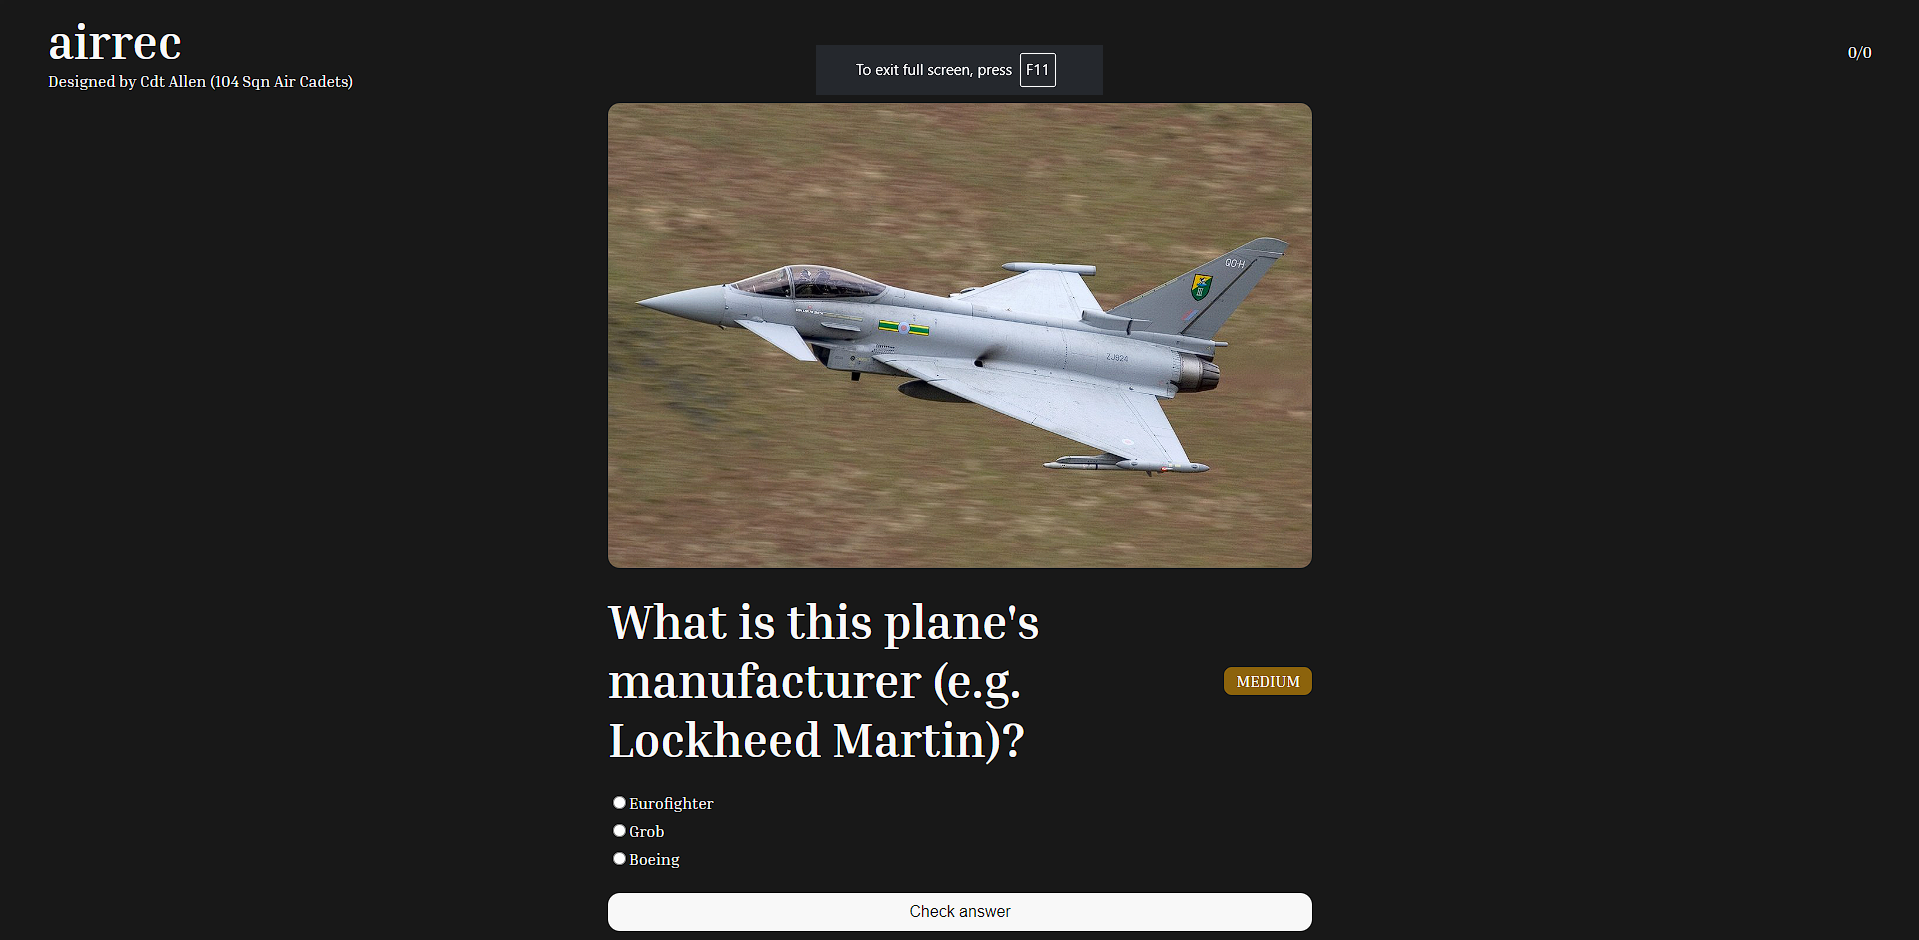 airrec
Designed by Cdt Allen (104 Sqn Air Cadets)
To exit full screen, press F11
0/0
QO-H
ZJ924
What is this plane's
manufacturer (e.g.
Lockheed Martin)?
MEDIUM
Eurofighter
Grob
Boeing
Check answer